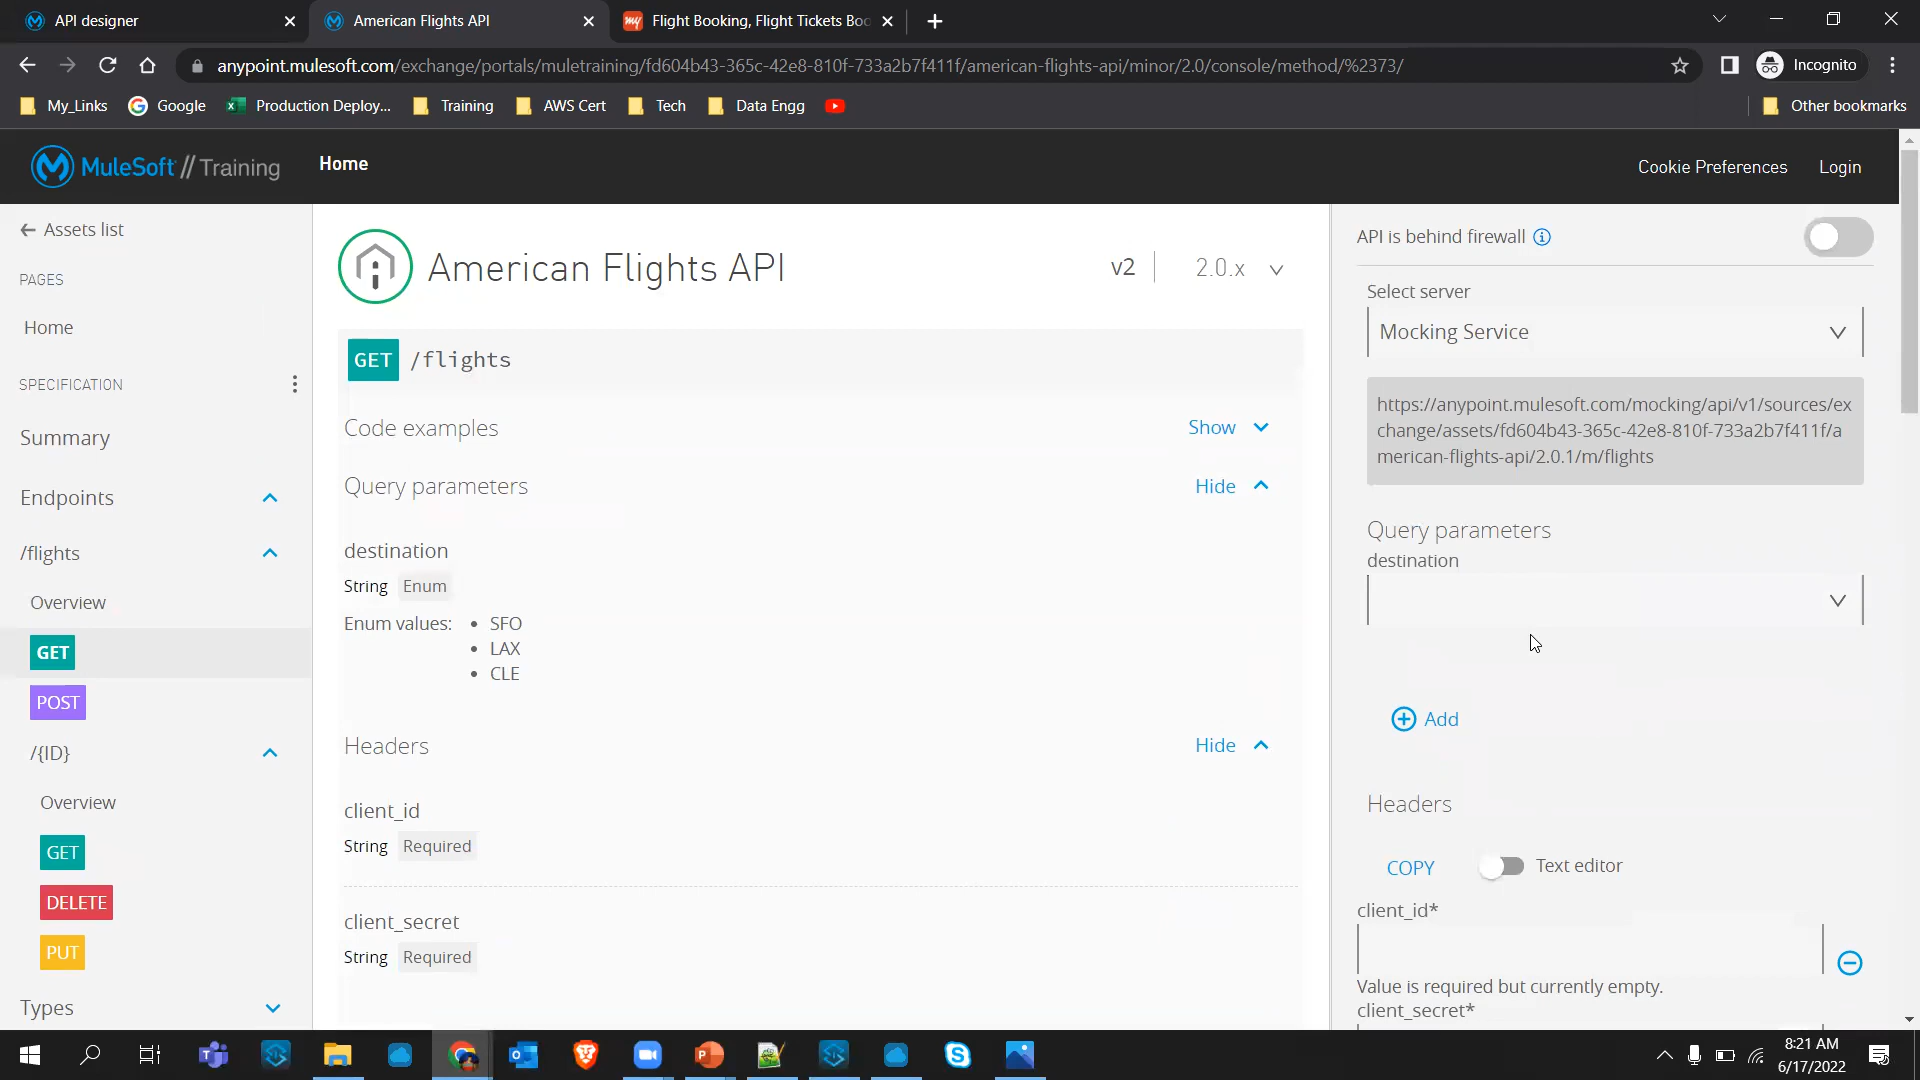 API designer
American Flights API
my
Flight Booking, Flight Tickets Boo
anypoint.mulesoft.com/exchange/portals/muletraining/fd604b43-365c-42e8-810f-733a2b7f411f/american-flights-api/minor/2.0/console/method/%2373/
Incognito
My_Links
Google
Production Deploy...
Training
AWS Cert
Tech
Data Engg
Other bookmarks
MuleSoft // Training
Home
Cookie Preferences
Login
Assets list
PAGES
Home
SPECIFICATION
Summary
Endpoints
/flights
Overview
GET
POST
/{ID}
Overview
GET
DELETE
PUT
Types
American Flights API
v2
2.0.x
GET /flights
Code examples
Show
Query parameters
Hide
destination
String Enum
Enum values:
SFO
LAX
CLE
Headers
Hide
client_id
String Required
client_secret
String Required
API is behind firewall
Select server
Mocking Service
https://anypoint.mulesoft.com/mocking/api/v1/sources/ex
change/assets/fd604b43-365c-42e8-810f-733a2b7f411f/a
merican-flights-api/2.0.1/m/flights
Query parameters
destination
Add
Headers
COPY
Text editor
client_id*
Value is required but currently empty.
client_secret*
8:21 AM
6/17/2022